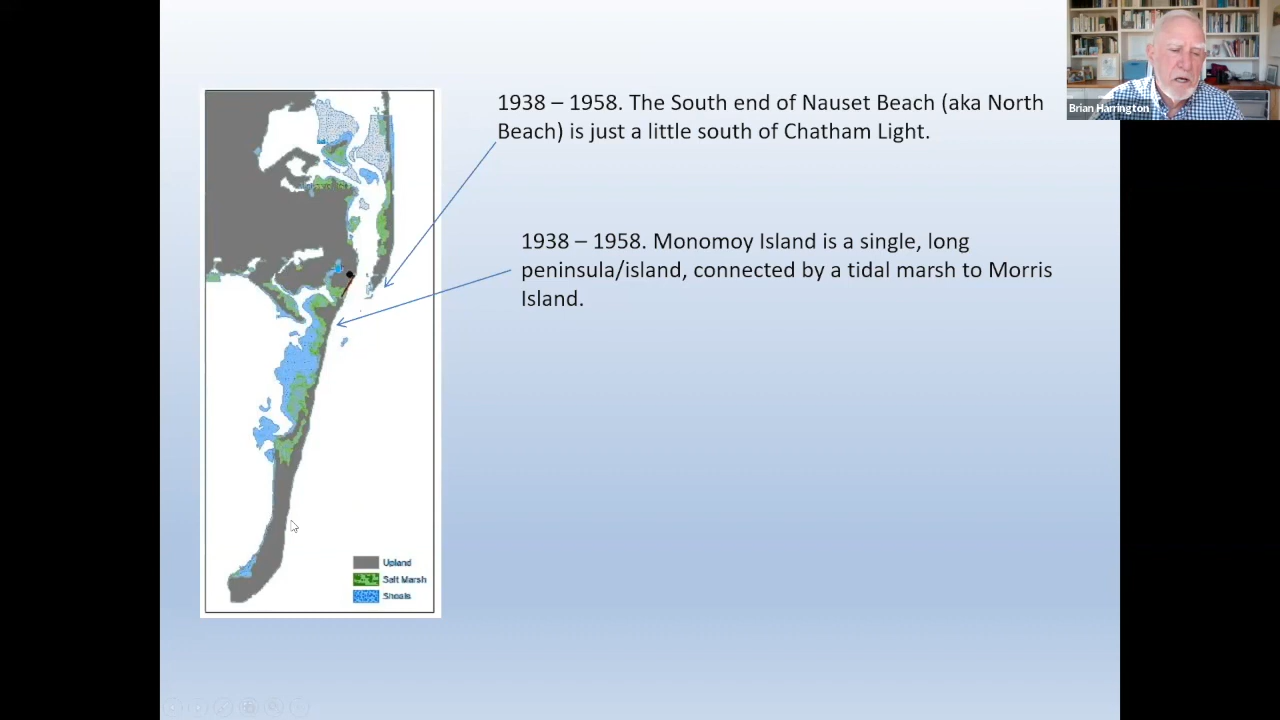 Brian Harrington
1938 – 1958. The South end of Nauset Beach (aka North
Beach) is just a little south of Chatham Light.
1938 – 1958. Monomoy Island is a single, long
peninsula/island, connected by a tidal marsh to Morris
Island.
Upland
Salt Marsh
Shoals